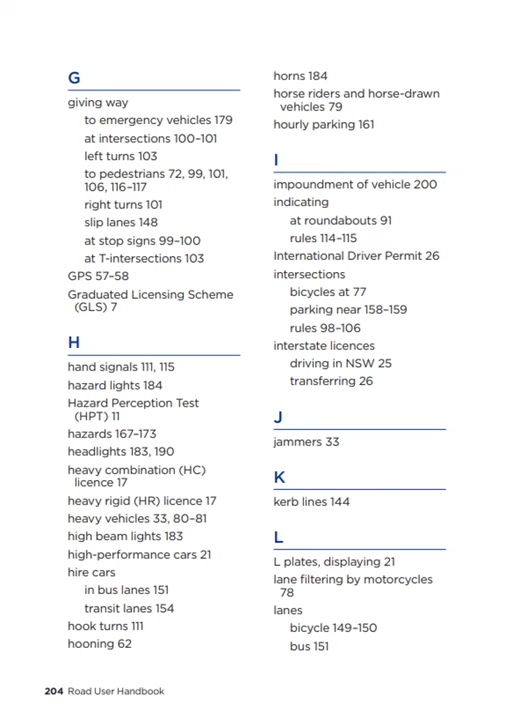 G
giving way
to emergency vehicles 179
at intersections 100–101
left turns 103
to pedestrians 72, 99, 101,
106, 116–117
right turns 101
slip lanes 148
at stop signs 99–100
at T-intersections 103
GPS 57–58
Graduated Licensing Scheme
(GLS) 7
H
hand signals 111, 115
hazard lights 184
Hazard Perception Test
(HPT) 11
hazards 167–173
headlights 183, 190
heavy combination (HC)
licence 17
heavy rigid (HR) licence 17
heavy vehicles 33, 80–81
high beam lights 183
high-performance cars 21
hire cars
in bus lanes 151
transit lanes 154
hook turns 111
hooning 62
horns 184
horse riders and horse-drawn
vehicles 79
hourly parking 161
I
impoundment of vehicle 200
indicating
at roundabouts 91
rules 114–115
International Driver Permit 26
intersections
bicycles at 77
parking near 158–159
rules 98–106
interstate licences
driving in NSW 25
transferring 26
J
jammers 33
K
kerb lines 144
L
L plates, displaying 21
lane filtering by motorcycles
78
lanes
bicycle 149–150
bus 151
204 Road User Handbook